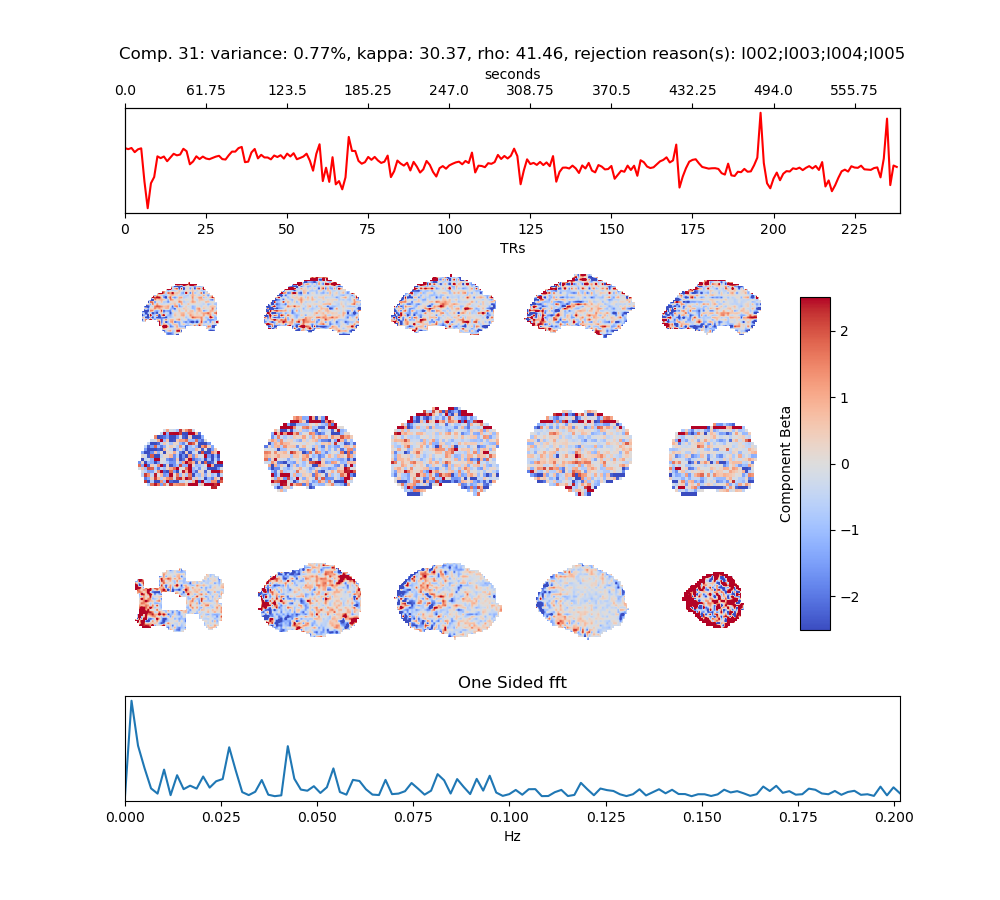 Comp. 31: variance: 0.77%, kappa: 30.37, rho: 41.46, rejection reason(s): I002;I003;I004;I005
seconds
0.0 61.75 123.5 185.25 247.0 308.75 370.5 432.25 494.0 555.75
0 25 50 75 100 125 150 175 200 225
TRs
2
1
0
−1
−2
Component Beta
One Sided fft
0.000 0.025 0.050 0.075 0.100 0.125 0.150 0.175 0.200
Hz